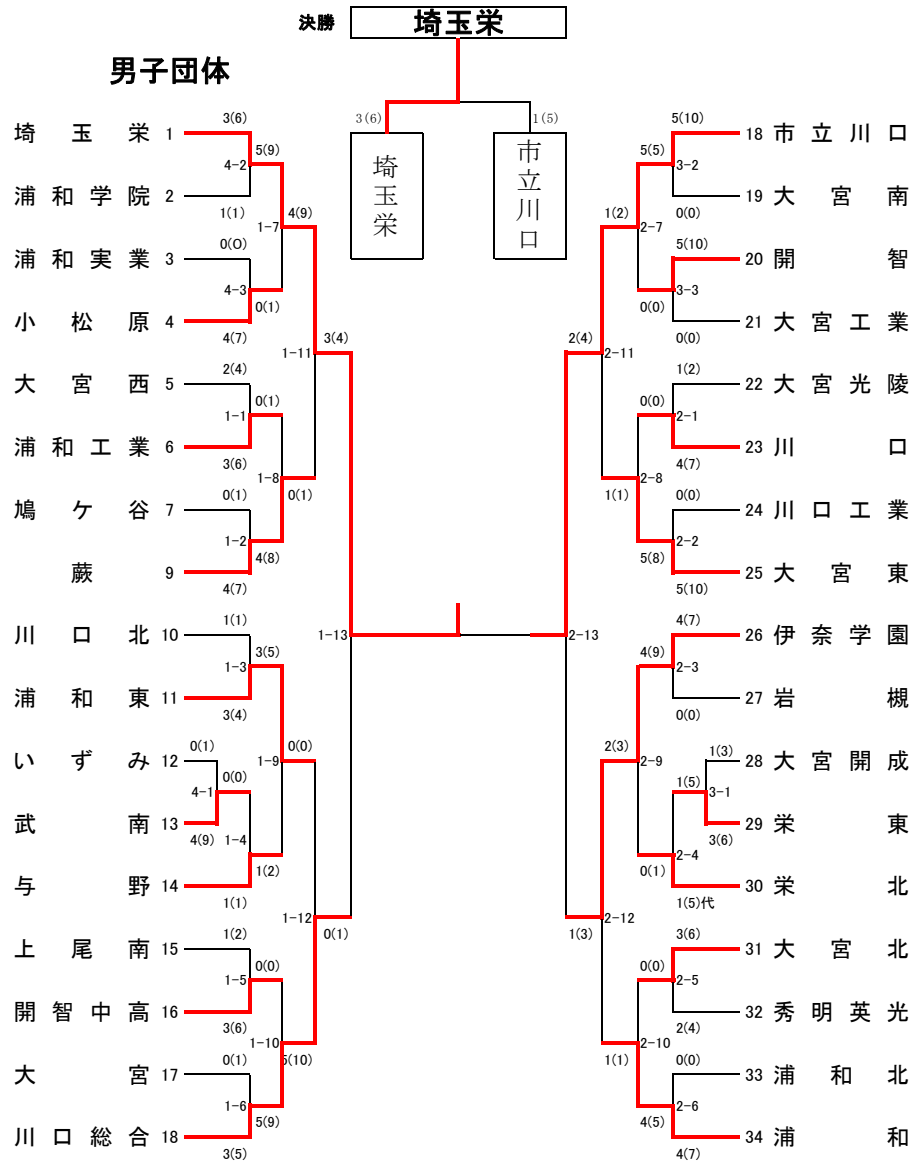 決勝 埼玉栄
男子団体
3(6) 1(5)
埼玉栄
市立川口
3(6)
埼玉栄 1
5(9)
4-2
浦和学院 2
1(1)
4(9)
1-7
0(0)
浦和実業 3
4-3
0(1)
小松原 4
4(7)
3(4)
1-11
2(4)
大宮西 5
0(1)
1-1
浦和工業 6
3(6)
1-8
0(1)
0(1)
鳩ケ谷 7
1-2
4(8)
蕨 9
4(7)
1-13
1(1)
川口北 10
3(5)
1-3
浦和東 11
3(4)
0(0)
1-9
0(1)
いずみ 12
0(0)
4-1
武南 13
4(9)
1-4
1(2)
与野 14
1(1)
1-12
0(1)
1(2)
上尾南 15
0(0)
1-5
開智中高 16
3(6)
1-10
5(10)
0(1)
大宮 17
1-6
5(9)
川口総合 18
3(5)
5(10)
18 市立川口
5(5)
3-2
19 大宮南
0(0)
1(2)
2-7
5(10)
20 開智
3-3
0(0)
21 大宮工業
0(0)
2(4)
2-11
1(2)
22 大宮光陵
0(0)
2-1
23 川口
4(7)
2-8
1(1)
0(0)
24 川口工業
2-2
5(8)
25 大宮東
5(10)
2-13
4(7)
26 伊奈学園
4(9)
2-3
27 岩槻
0(0)
2(3)
2-9
1(3)
28 大宮開成
1(5)
3-1
29 栄東
3(6)
2-4
0(1)
30 栄北
1(5)代
2-12
1(3)
3(6)
31 大宮北
0(0)
2-5
32 秀明英光
2(4)
2-10
1(1)
0(0)
33 浦和北
2-6
4(5)
34 浦和
4(7)